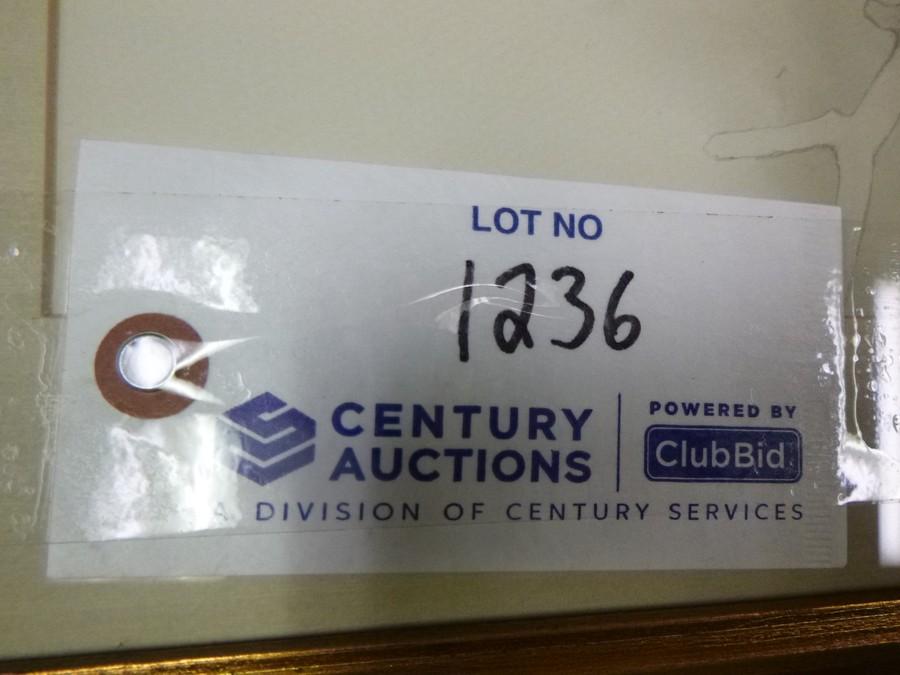 LOT NO
1236
CENTURY AUCTIONS
POWERED BY
ClubBid
A DIVISION OF CENTURY SERVICES